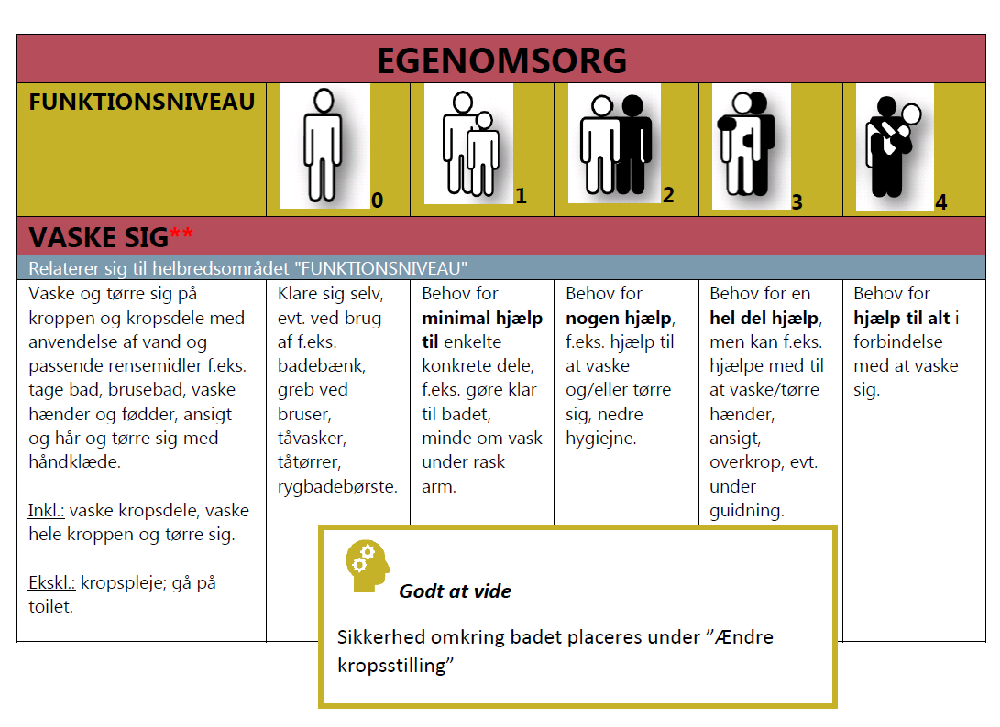 EGENOMSORG
FUNKTIONSNIVEAU
0
1
2
3
4
VASKE SIG**
Relaterer sig til helbredsområdet "FUNKTIONSNIVEAU"
Vaske og tørre sig på
kroppen og kropsdele med
anvendelse af vand og
passende rensemidler f.eks.
tage bad, brusebad, vaske
hænder og fødder, ansigt
og hår og tørre sig med
håndklæde.
Inkl.: vaske kropsdele, vaske
hele kroppen og tørre sig.
Ekskl.: kropspleje; gå på
toilet.
Klare sig selv,
evt. ved brug
af f.eks.
badebænk,
greb ved
bruser,
tåvasker,
tåtørrer,
rygbadebørste.
Behov for
minimal hjælp
til enkelte
konkrete dele,
f.eks. gøre klar
til badet,
minde om vask
under rask
arm.
Behov for
nogen hjælp,
f.eks. hjælp til
at vaske
og/eller tørre
sig, nedre
hygiejne.
Behov for en
hel del hjælp,
men kan f.eks.
hjælpe med til
at vaske/tørre
hænder,
ansigt,
overkrop, evt.
under
guidning.
Behov for
hjælp til alt i
forbindelse
med at vaske
sig.
Godt at vide
Sikkerhed omkring badet placeres under ”Ændre
kropsstilling”